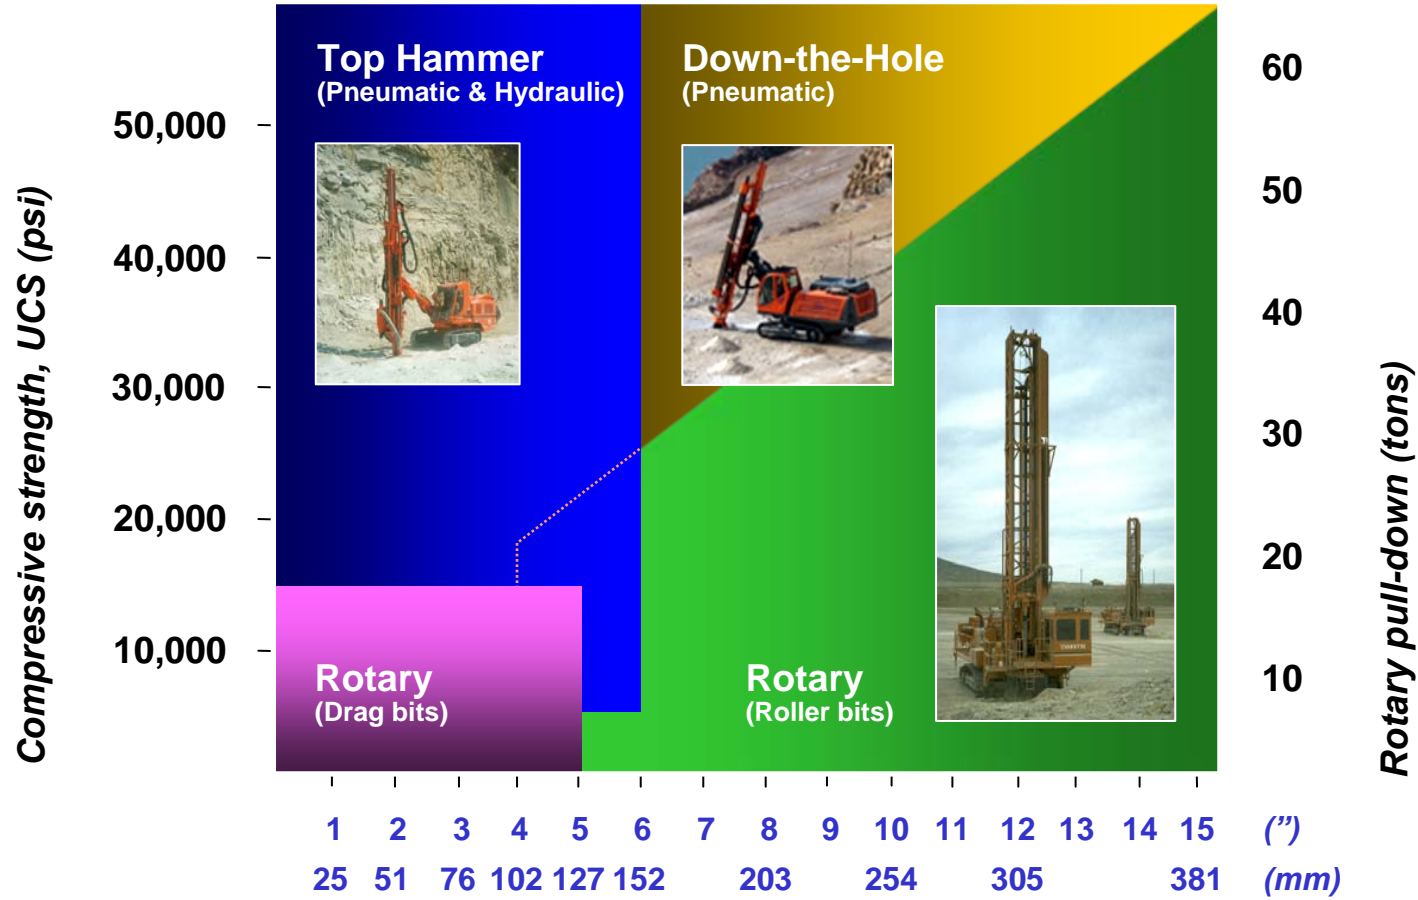 Top Hammer
(Pneumatic & Hydraulic)
Down-the-Hole
(Pneumatic)
Compressive strength, UCS (psi)
50,000
40,000
30,000
20,000
10,000
60
50
40
30
20
10
Rotary pull-down (tons)
Rotary
(Drag bits)
Rotary
(Roller bits)
1 2 3 4 5 6 7 8 9 10 11 12 13 14 15 (”)
25 51 76 102 127 152 203 254 305 381 (mm)